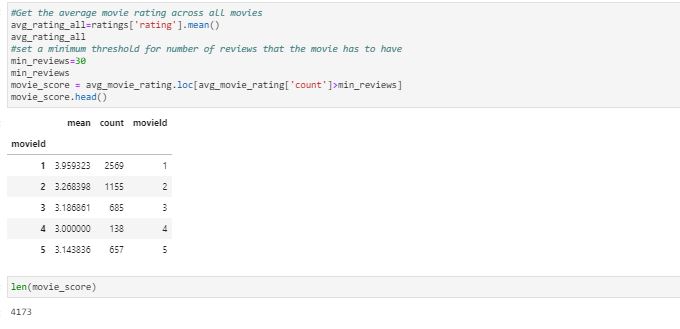 #Get the average movie rating across all movies
avg_rating_all=ratings['rating'].mean()
avg_rating_all
#set a minimum threshold for number of reviews that the movie has to have
min_reviews=30
min_reviews
movie_score = avg_movie_rating.loc[avg_movie_rating['count']>min_reviews]
movie_score.head()
mean count movieId
movieId
1 3.959323 2569 1
2 3.268398 1155 2
3 3.186861 685 3
4 3.000000 138 4
5 3.143836 657 5
len(movie_score)
4173